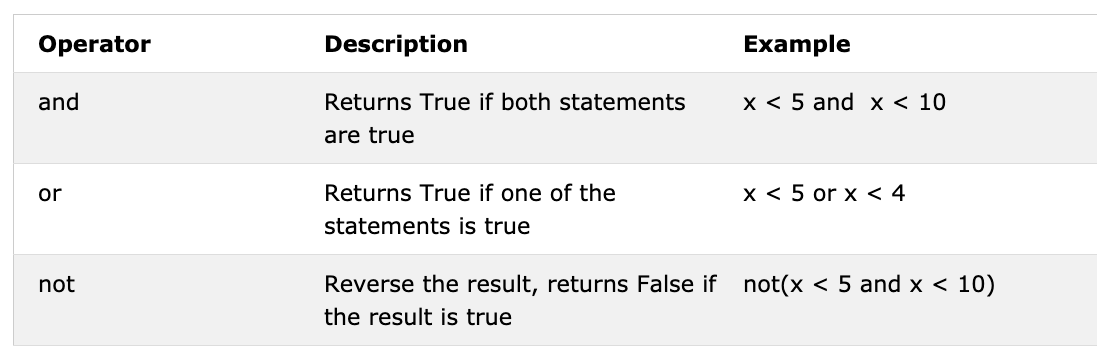 Operator Description Example
and Returns True if both statements x < 5 and  x < 10
are true
or Returns True if one of the x < 5 or x < 4
statements is true
not Reverse the result, returns False if not(x < 5 and x < 10)
the result is true